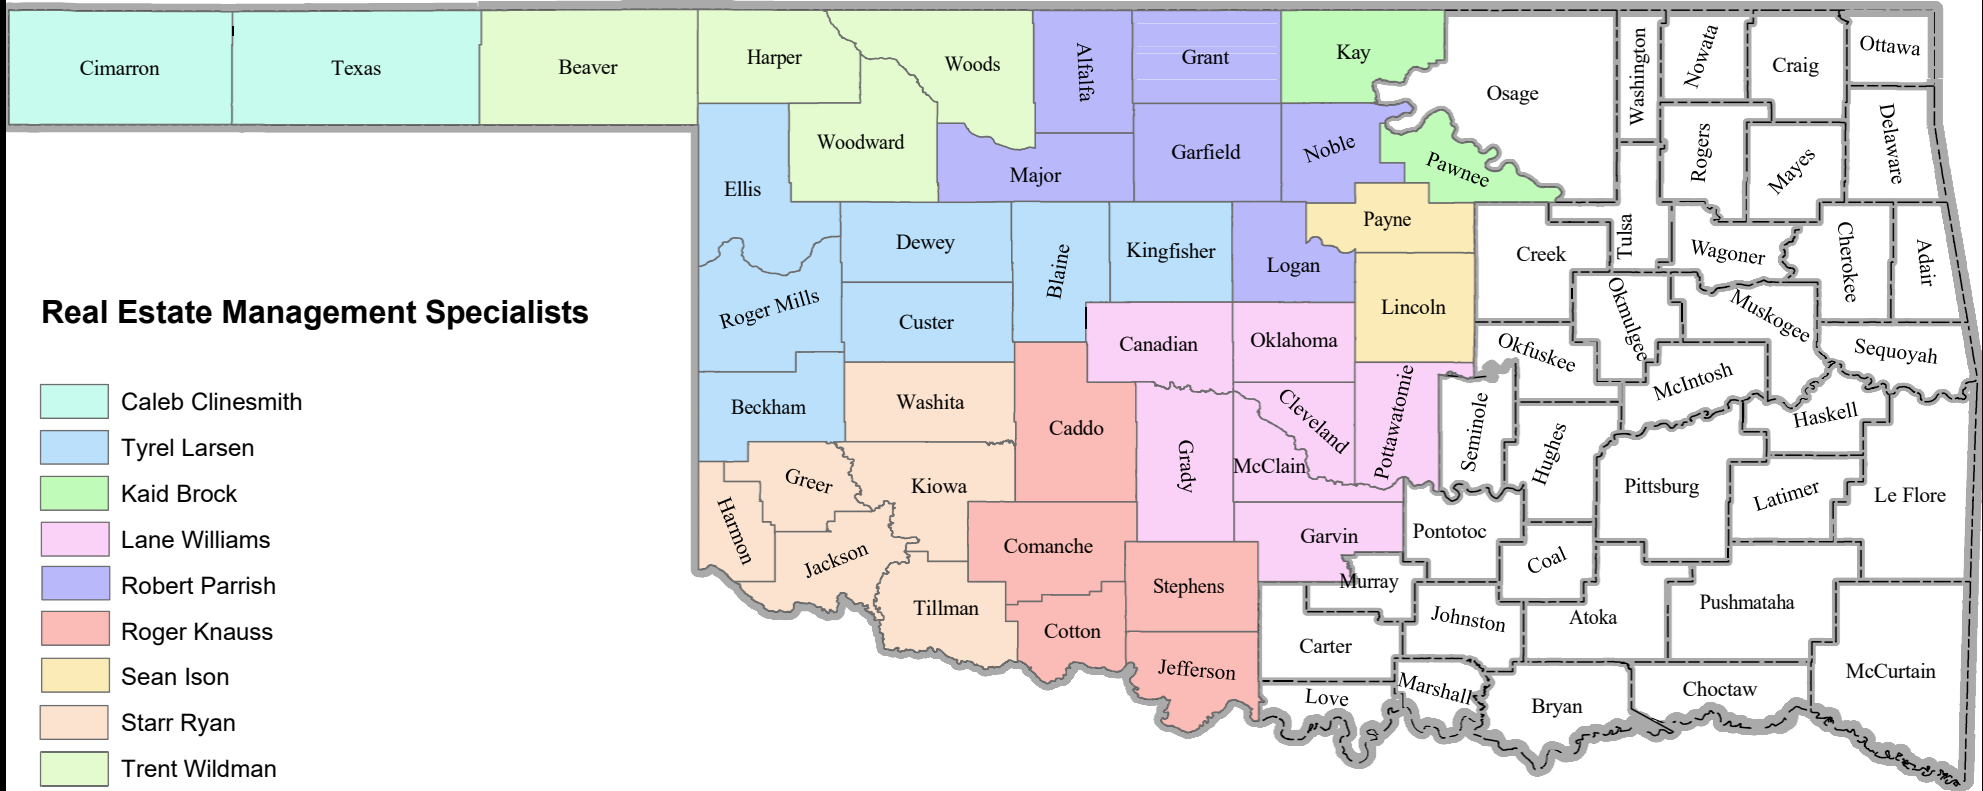 Cimarron
Texas
Beaver
Harper
Woods
Alfalfa
Grant
Kay
Osage
Washington
Nowata
Craig
Ottawa
Woodward
Ellis
Major
Garfield
Noble
Pawnee
Rogers
Mayes
Delaware
Dewey
Blaine
Kingfisher
Logan
Payne
Creek
Tulsa
Wagoner
Cherokee
Adair
Roger Mills
Custer
Lincoln
Okmulgee
Muskogee
Canadian
Oklahoma
Okfuskee
McIntosh
Sequoyah
Beckham
Washita
Caddo
Grady
Cleveland
McClain
Pottawatomie
Seminole
Hughes
Haskell
Greer
Kiowa
Harmon
Jackson
Comanche
Garvin
Pontotoc
Pittsburg
Latimer
Le Flore
Coal
Tillman
Stephens
Murray
Johnston
Atoka
Pushmataha
Cotton
Jefferson
Carter
Love
Marshall
Bryan
Choctaw
McCurtain
Real Estate Management Specialists
Caleb Clinesmith
Tyrel Larsen
Kaid Brock
Lane Williams
Robert Parrish
Roger Knauss
Sean Ison
Starr Ryan
Trent Wildman